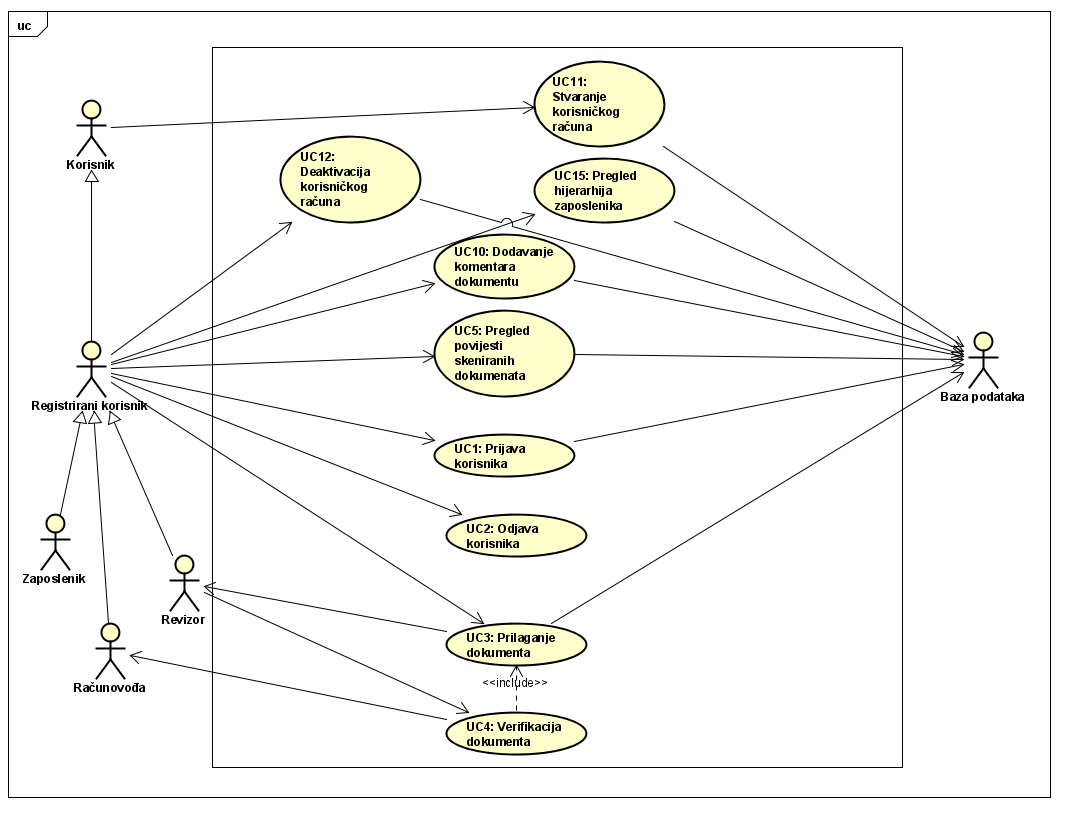 uc
UC11:
Stvaranje
korisničkog
računa
Korisnik
UC12:
Deaktivacija
korisničkog
računa
UC15: Pregled
hijerarhija
zaposlenika
UC10: Dodavanje
komentara
dokumentu
UC5: Pregled
povijesti
skeniranih
dokumenata
Registrirani korisnik
Baza podataka
UC1: Prijava
korisnika
UC2: Odjava
korisnika
Zaposlenik
Revizor
UC3: Prilaganje
dokumenta
Računovođa
<<include>>
UC4: Verifikacija
dokumenta